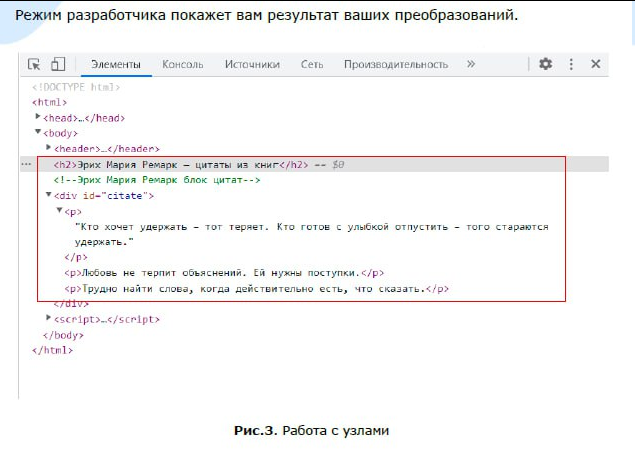 Режим разработчика покажет вам результат ваших преобразований.
Элементы Консоль Источники Сеть Производительность »
<!DOCTYPE html>
<html>
<head>…</head>
<body>
<header>…</header>
<h2>Эрих Мария Ремарк – цитаты из книг</h2> == $0
<!--Эрих Мария Ремарк блок цитат-->
<div id="citate">
<p>
"Кто хочет удержать – тот теряет. Кто готов с улыбкой отпустить – того стараются
удержать."
</p>
<p>Любовь не терпит объяснений. Ей нужны поступки.</p>
<p>Трудно найти слова, когда действительно есть, что сказать.</p>
</div>
<script>…</script>
</body>
</html>
Рис.3. Работа с узлами